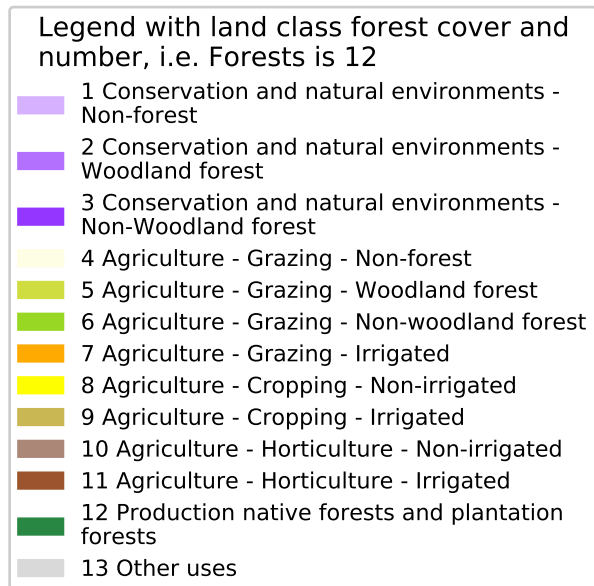 Legend with land class forest cover and
number, i.e. Forests is 12
1 Conservation and natural environments -
Non-forest
2 Conservation and natural environments -
Woodland forest
3 Conservation and natural environments -
Non-Woodland forest
4 Agriculture - Grazing - Non-forest
5 Agriculture - Grazing - Woodland forest
6 Agriculture - Grazing - Non-woodland forest
7 Agriculture - Grazing - Irrigated
8 Agriculture - Cropping - Non-irrigated
9 Agriculture - Cropping - Irrigated
10 Agriculture - Horticulture - Non-irrigated
11 Agriculture - Horticulture - Irrigated
12 Production native forests and plantation
forests
13 Other uses